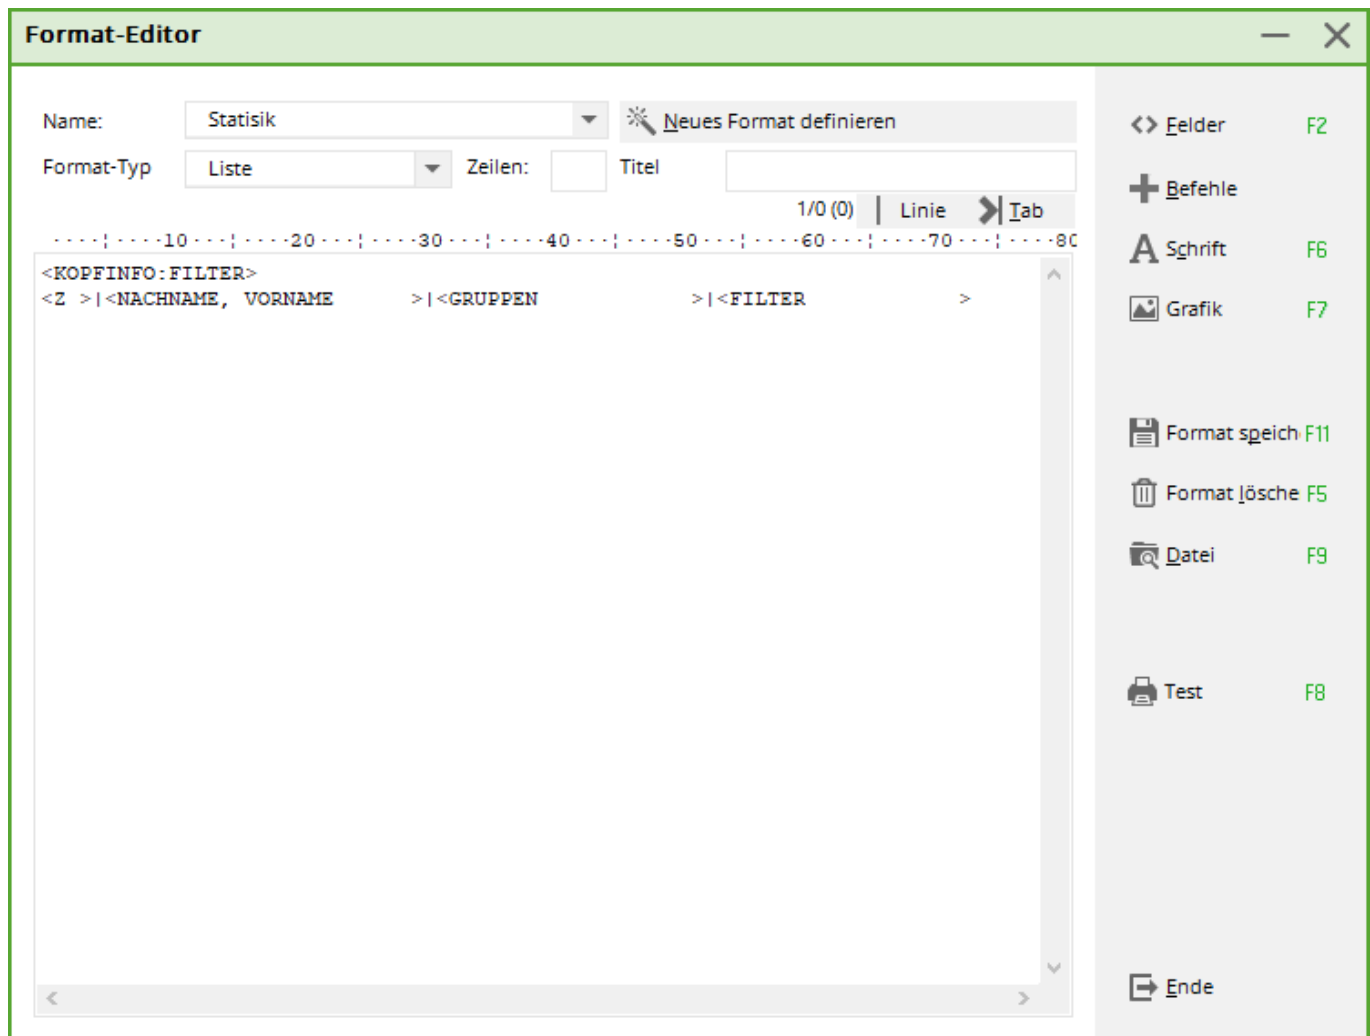 Format-Editor
Name: Statisik Neues Format definieren
Format-Typ Liste Zeilen: Titel
1/0 (0) Linie Tab
····¦····10···¦····20···¦····30···¦····40···¦····50···¦····60···¦····70···¦····80
<KOPFINFO:FILTER>
<Z >|<NACHNAME, VORNAME      >|<GRUPPEN            >|<FILTER            >
Felder F2
Befehle
Schrift F6
Grafik F7
Format speich F11
Format lösche F5
Datei F9
Test F8
Ende